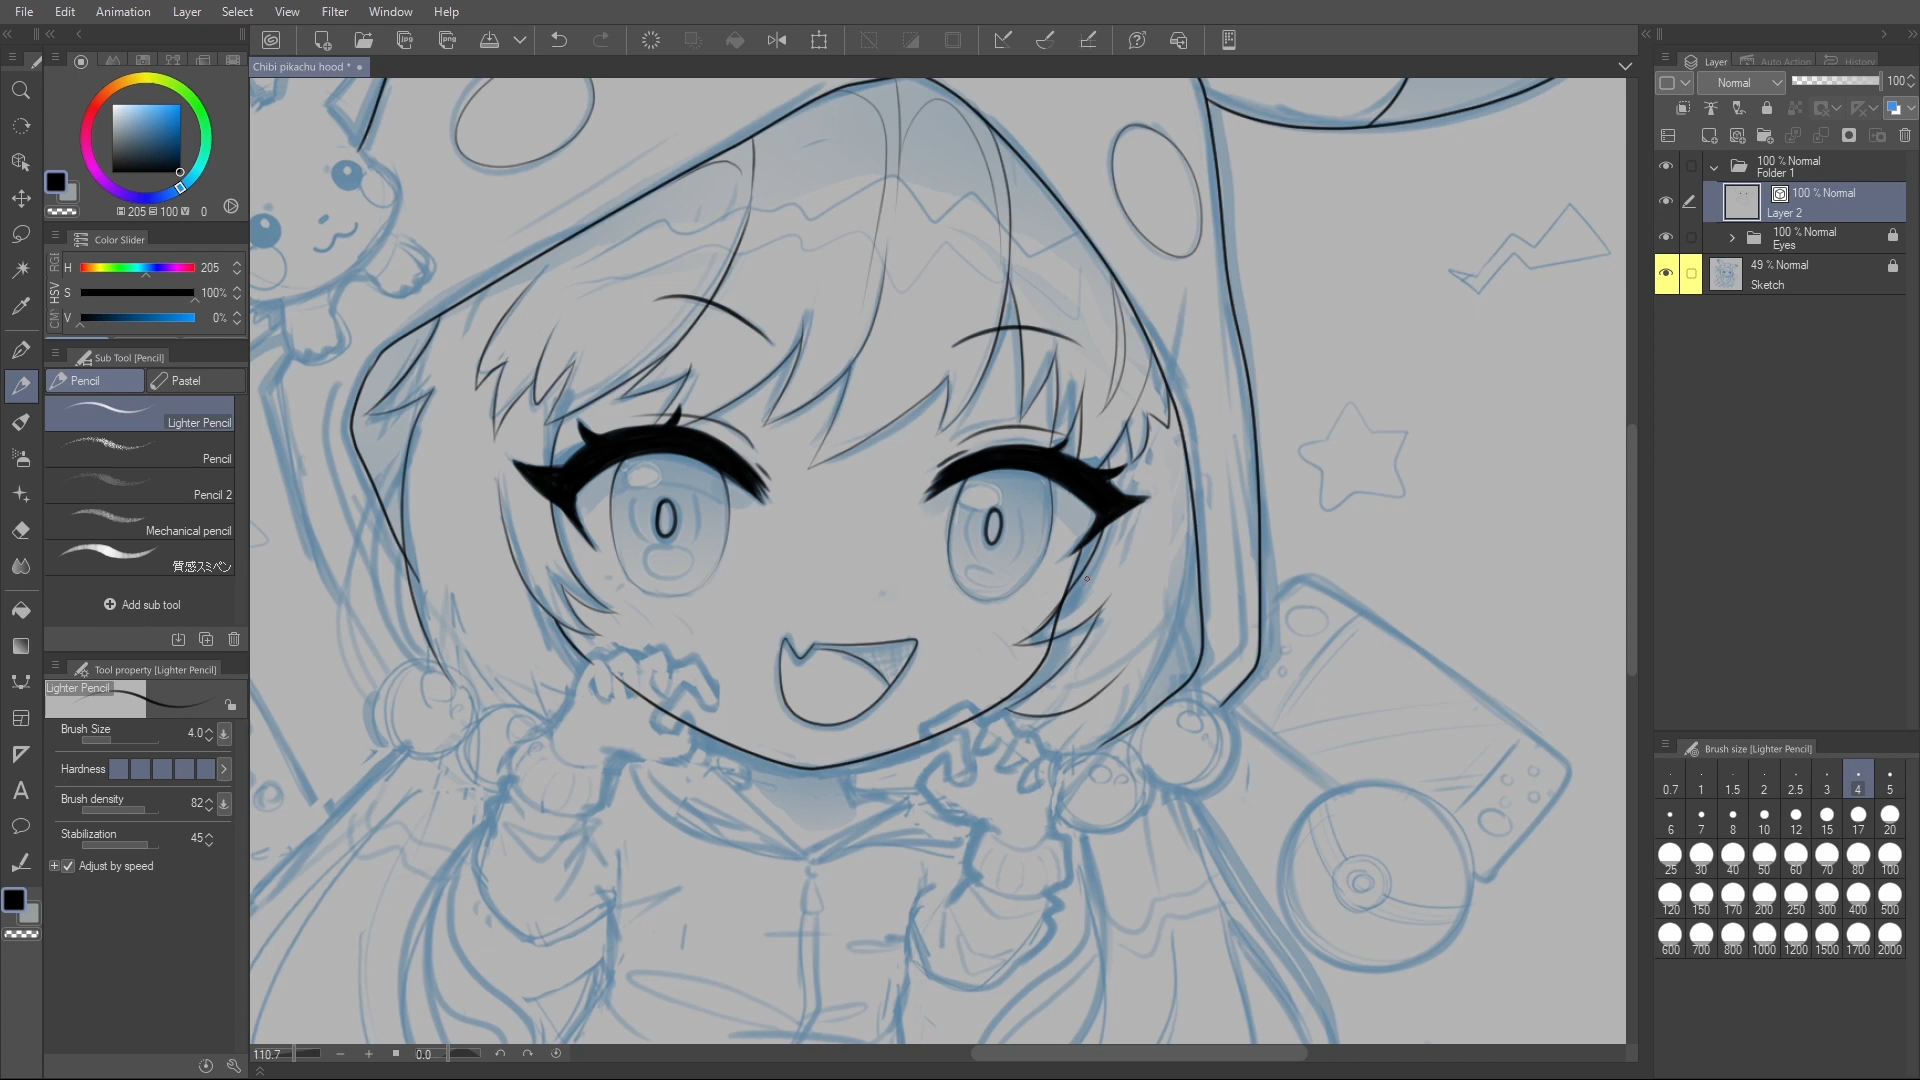 File Edit Animation Layer Select View Filter Window Help
Chibi pikachu hood *
Layer Auto Action History
Normal 100
100 % Normal
Folder 1
100 % Normal
Layer 2
100 % Normal
Eyes
49 % Normal
Sketch
H 205 S 100 V 0
Color Slider
RGB HSV
H 205
S 100%
V 0%
Sub Tool [Pencil]
Pencil Pastel
Lighter Pencil
Pencil
Pencil 2
Mechanical pencil
質感スミペン
Add sub tool
Tool property [Lighter Pencil]
Lighter Pencil
Brush Size 4.0
Hardness
Brush density 82
Stabilization 45
Adjust by speed
110.7 0.0
Brush size [Lighter Pencil]
0.7 1 1.5 2 2.5 3 4 5
6 7 8 10 12 15 17 20
25 30 40 50 60 70 80 100
120 150 170 200 250 300 400 500
600 700 800 1000 1200 1500 1700 2000